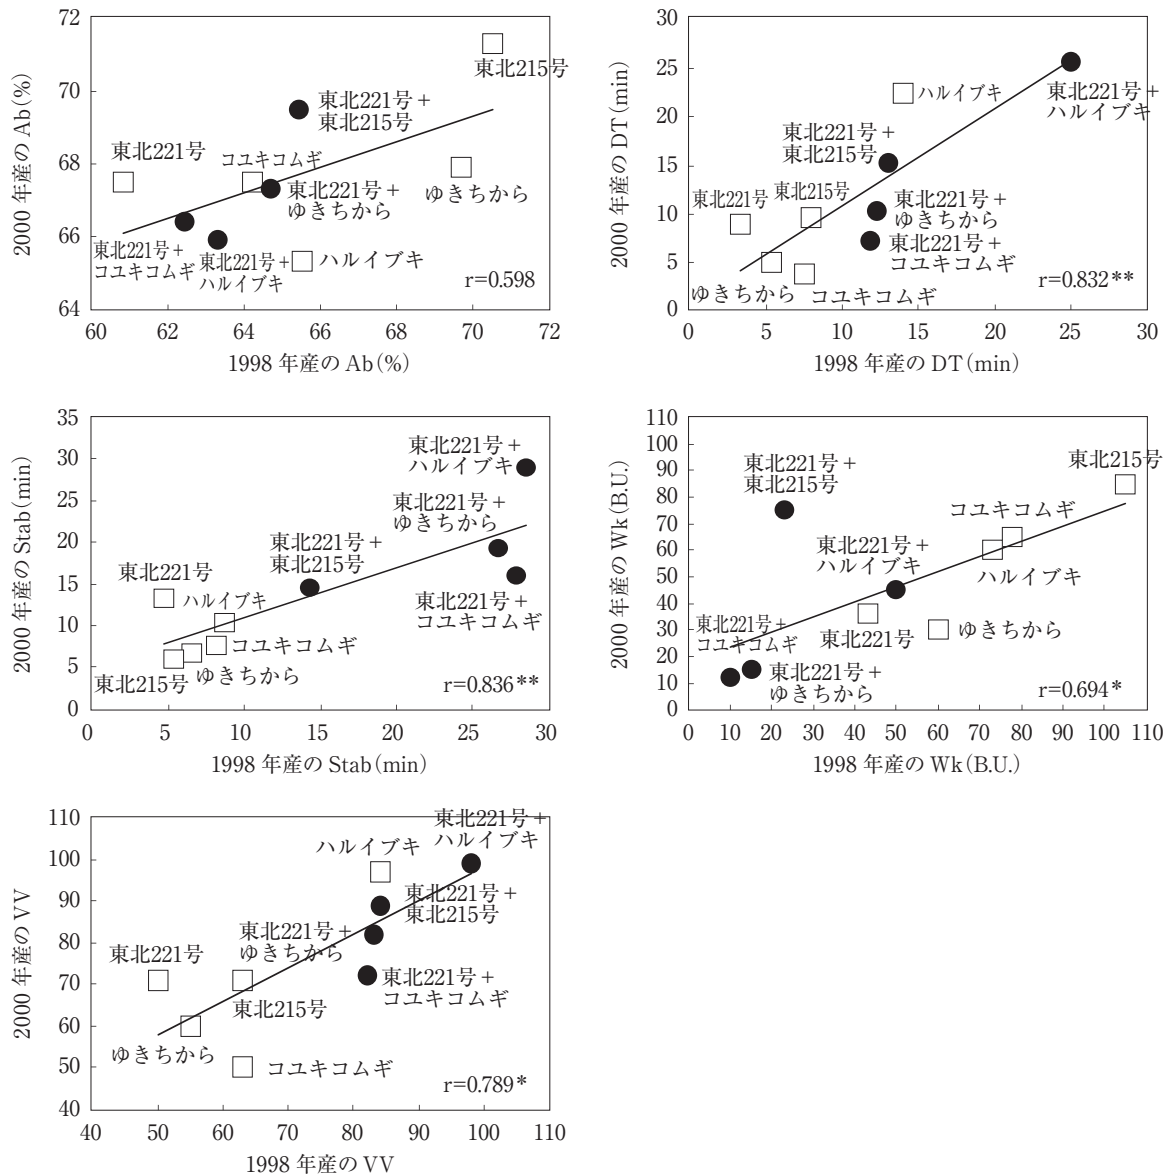 72
70
68
66
64
2000 年産の Ab(%)
東北215号
東北221号+
東北215号
東北221号
コユキコムギ
東北221号+
ゆきちから
ゆきちから
東北221号+
コユキコムギ
東北221号+
ハルイブキ
ハルイブキ
r=0.598
60 62 64 66 68 70 72
1998 年産の Ab(%)
30
25
20
15
10
5
0
2000 年産の DT(min)
ハルイブキ
東北221号+
ハルイブキ
東北221号+
東北215号
東北221号
東北215号
東北221号+
ゆきちから
東北221号+
コユキコムギ
ゆきちから
コユキコムギ
r=0.832**
0 5 10 15 20 25 30
1998 年産の DT(min)
35
30
25
20
15
10
5
0
2000 年産の Stab(min)
東北221号+
ハルイブキ
東北221号+
ゆきちから
東北221号+
東北215号
東北221号
ハルイブキ
東北221号+
コユキコムギ
コユキコムギ
ゆきちから
東北215号
r=0.836**
0 5 10 15 20 25 30
1998 年産の Stab(min)
110
100
90
80
70
60
50
40
30
20
10
0
2000 年産の Wk(B.U.)
東北215号
東北221号+
東北215号
コユキコムギ
東北221号+
ハルイブキ
ハルイブキ
東北221号+
コユキコムギ
東北221号
ゆきちから
東北221号+
ゆきちから
r=0.694*
0 10 20 30 40 50 60 70 80 90 100 110
1998 年産の Wk(B.U.)
110
100
90
80
70
60
50
40
2000 年産の VV
東北221号+
ハルイブキ
ハルイブキ
東北221号+
東北215号
東北221号+
ゆきちから
東北221号
東北221号+
コユキコムギ
東北215号
ゆきちから
コユキコムギ
r=0.789*
40 50 60 70 80 90 100 110
1998 年産の VV